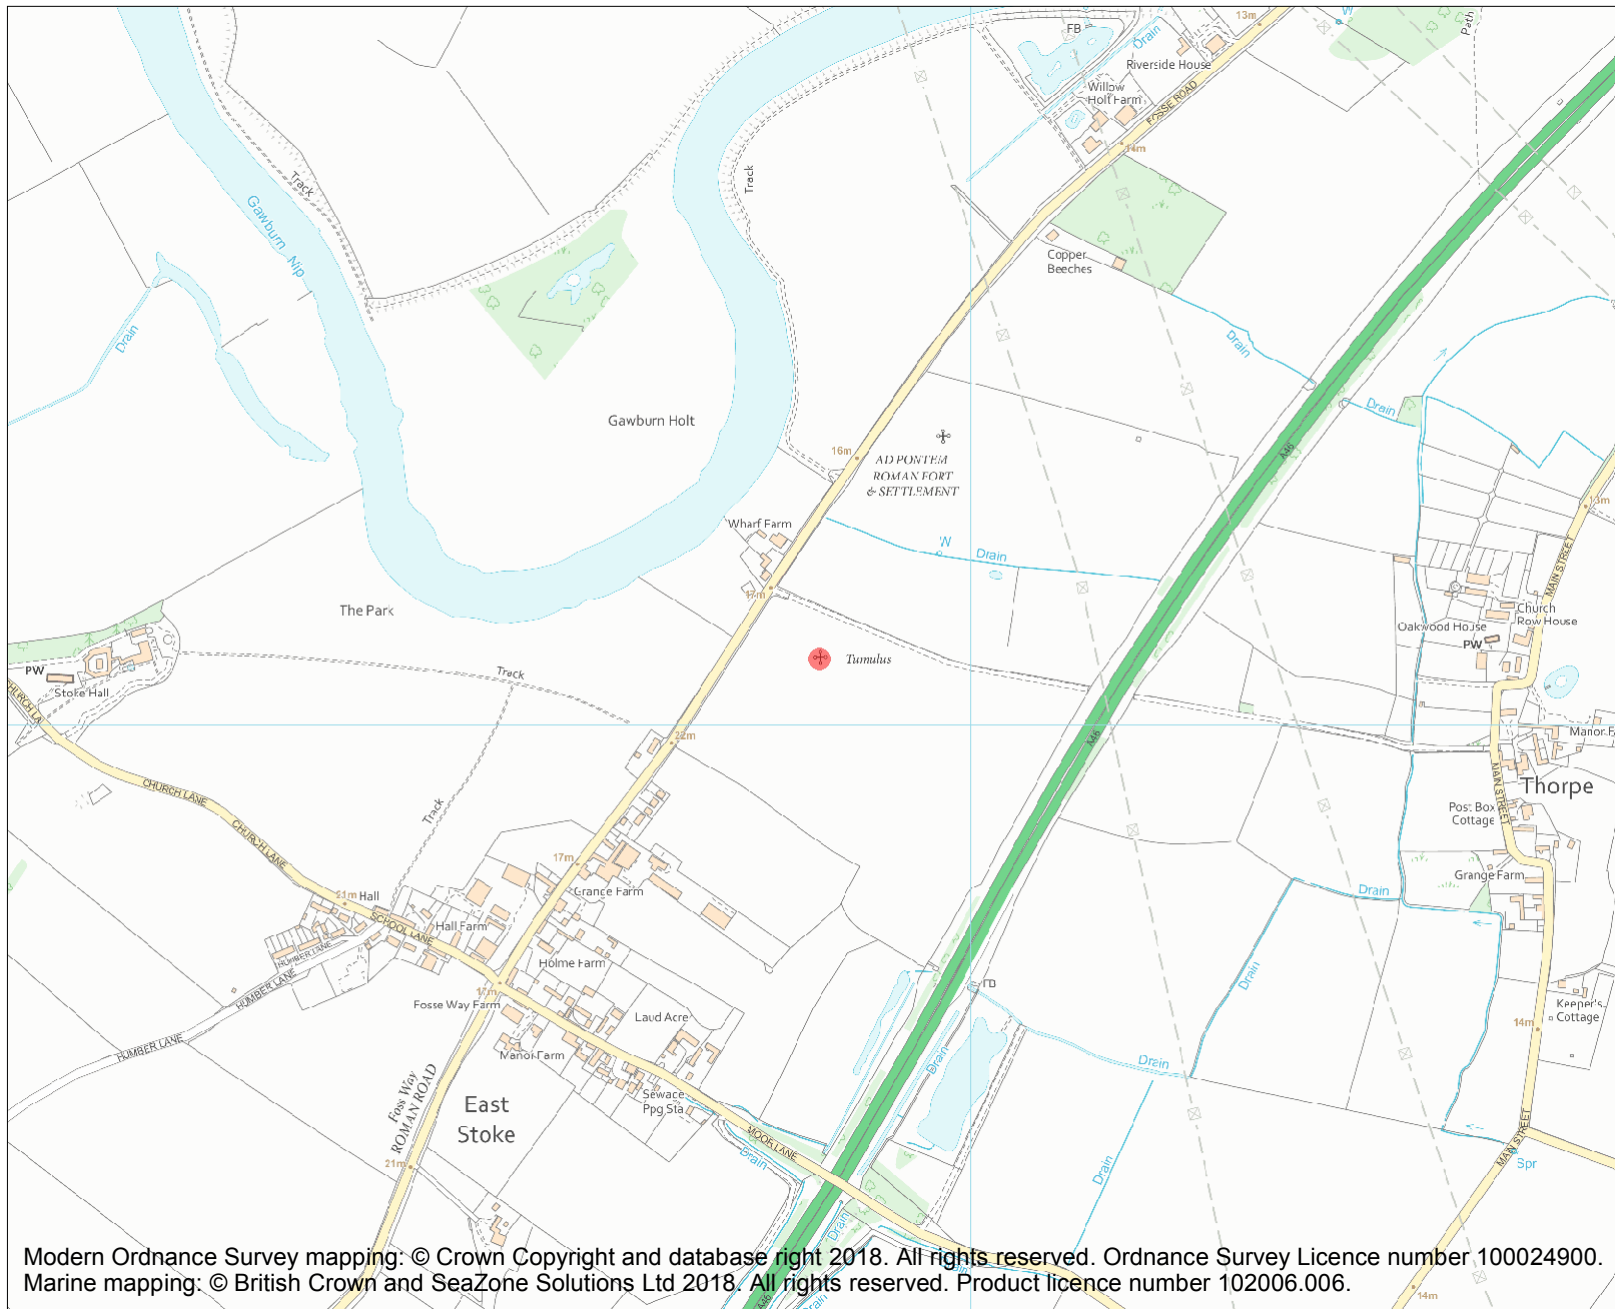 13m
W
Path
FB
Drain
Riverside House
Willow
Holt Farm
FOSSE ROAD
14m
Track
Track
Gawburn Nip
Drain
Copper
Beeches
Drain
Drain
Gawburn Holt
16m
AD PONTEM
ROMAN FORT
& SETTLEMENT
A46
13m
Wharf Farm
W
Drain
MAIN STREET
17m
The Park
Church
Row House
Oakwood House
PW
Tumulus
PW
Stoke Hall
Track
CHURCH LA
22m
A46
Manor F
Thorpe
MAIN STREET
CHURCH LANE
Track
Post Box
Cottage
CHURCH LANE
17m
Grange Farm
Grange Farm
Drain
21m
Hall
SCHOOL LANE
Hall Farm
HUMBER LANE
Holme Farm
HUMBER LANE
Drain
FB
17m
Fosse Way Farm
Laud Acre
Keeper's
Cottage
14m
HUMBER LANE
Manor Farm
Drain
Drain
Foss Way
ROMAN ROAD
Sewage
Ppg Sta
East
Stoke
MOOR LANE
Drain
MAIN STREET
21m
Drain
Spr
Drain
Drain
Drain
A46
14m
Modern Ordnance Survey mapping: © Crown Copyright and database right 2018. All rights reserved. Ordnance Survey Licence number 100024900.
Marine mapping: © British Crown and SeaZone Solutions Ltd 2018. All rights reserved. Product licence number 102006.006.